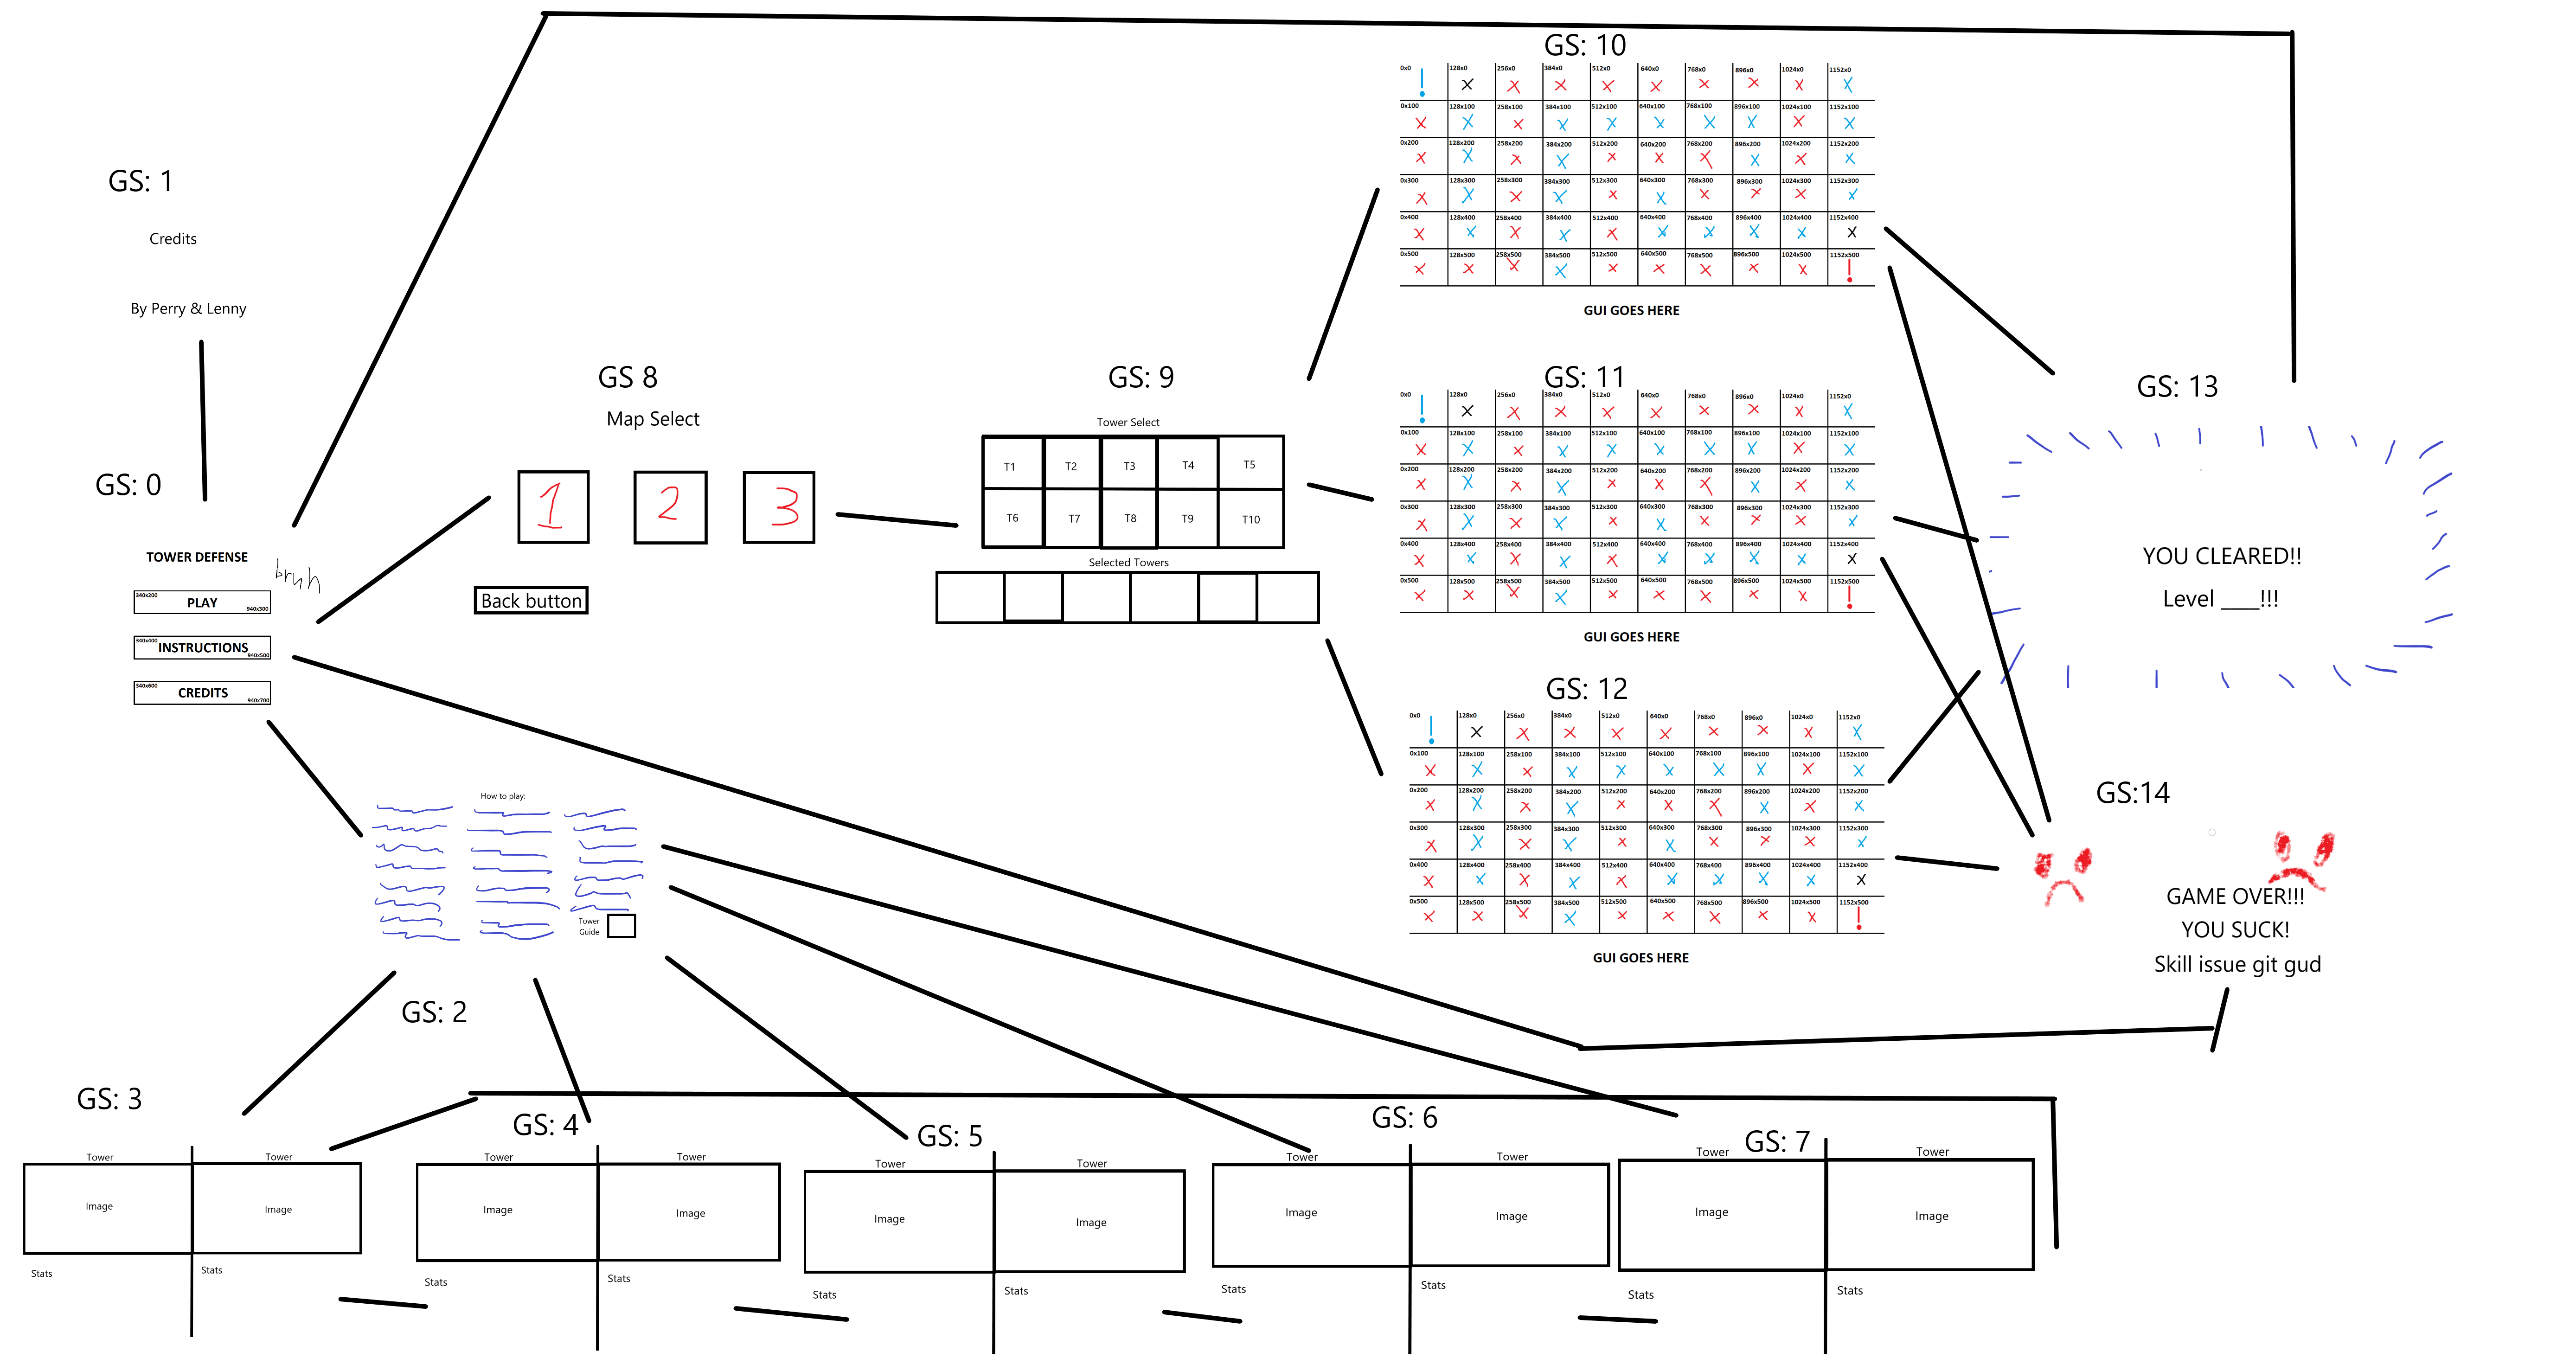 GS: 1
Credits
By Perry & Lenny
GS: 0
TOWER DEFENSE
bruh
340x200 PLAY 940x300
340x400 INSTRUCTIONS 940x500
340x600 CREDITS 940x700
GS 8
Map Select
1 2 3
Back button
GS: 9
Tower Select
T1 T2 T3 T4 T5
T6 T7 T8 T9 T10
Selected Towers
GS: 10
0x0 128x0 256x0 384x0 512x0 640x0 768x0 896x0 1024x0 1152x0
! X X X X X X X X X
0x100 128x100 258x100 384x100 512x100 640x100 768x100 896x100 1024x100 1152x100
X X X X X X X X X X
0x200 128x200 258x200 384x200 512x200 640x200 768x200 896x200 1024x200 1152x200
X X X X X X X X X X
0x300 128x300 258x300 384x300 512x300 640x300 768x300 896x300 1024x300 1152x300
X X X X X X X X X X
0x400 128x400 258x400 384x400 512x400 640x400 768x400 896x400 1024x400 1152x400
X X X X X X X X X X
0x500 128x500 258x500 384x500 512x500 640x500 768x500 896x500 1024x500 1152x500
X X X X X X X X X !
GUI GOES HERE
GS: 11
0x0 128x0 256x0 384x0 512x0 640x0 768x0 896x0 1024x0 1152x0
! X X X X X X X X X
0x100 128x100 258x100 384x100 512x100 640x100 768x100 896x100 1024x100 1152x100
X X X X X X X X X X
0x200 128x200 258x200 384x200 512x200 640x200 768x200 896x200 1024x200 1152x200
X X X X X X X X X X
0x300 128x300 258x300 384x300 512x300 640x300 768x300 896x300 1024x300 1152x300
X X X X X X X X X X
0x400 128x400 258x400 384x400 512x400 640x400 768x400 896x400 1024x400 1152x400
X X X X X X X X X X
0x500 128x500 258x500 384x500 512x500 640x500 768x500 896x500 1024x500 1152x500
X X X X X X X X X !
GUI GOES HERE
GS: 12
0x0 128x0 256x0 384x0 512x0 640x0 768x0 896x0 1024x0 1152x0
! X X X X X X X X X
0x100 128x100 258x100 384x100 512x100 640x100 768x100 896x100 1024x100 1152x100
X X X X X X X X X X
0x200 128x200 258x200 384x200 512x200 640x200 768x200 896x200 1024x200 1152x200
X X X X X X X X X X
0x300 128x300 258x300 384x300 512x300 640x300 768x300 896x300 1024x300 1152x300
X X X X X X X X X X
0x400 128x400 258x400 384x400 512x400 640x400 768x400 896x400 1024x400 1152x400
X X X X X X X X X X
0x500 128x500 258x500 384x500 512x500 640x500 768x500 896x500 1024x500 1152x500
X X X X X X X X X !
GUI GOES HERE
GS: 13
YOU CLEARED!!
Level ____!!!
GS:14
GAME OVER!!!
YOU SUCK!
Skill issue git gud
How to play:
Tower
Guide
GS: 2
GS: 3
Tower Tower
Image Image
Stats Stats
GS: 4
Tower Tower
Image Image
Stats Stats
GS: 5
Tower Tower
Image Image
Stats Stats
GS: 6
Tower Tower
Image Image
Stats Stats
GS: 7
Tower Tower
Image Image
Stats Stats